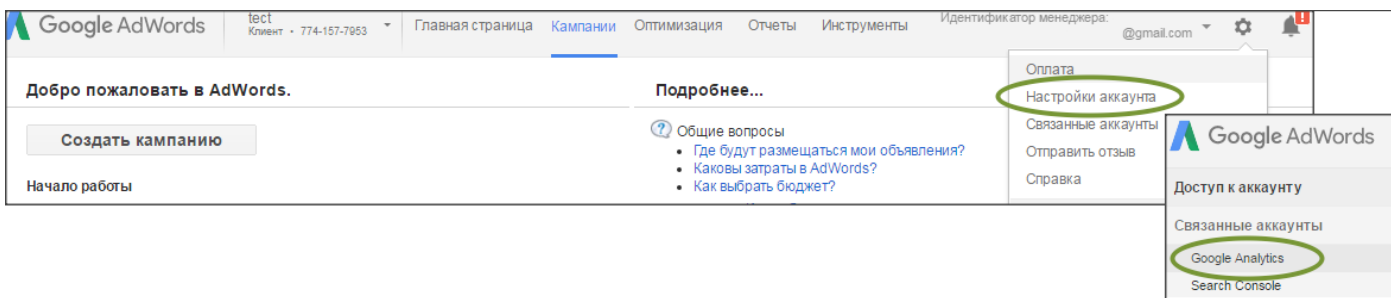 Google AdWords
тест
Клиент • 774-157-7953
Главная страница Кампании Оптимизация Отчеты Инструменты
Идентификатор менеджера:
@gmail.com
!
Добро пожаловать в AdWords.
Создать кампанию
Начало работы
Подробнее...
? Общие вопросы
• Где будут размещаться мои объявления?
• Каковы затраты в AdWords?
• Как выбрать бюджет?
Оплата
Настройки аккаунта
Связанные аккаунты
Отправить отзыв
Справка
Google AdWords
Доступ к аккаунту
Связанные аккаунты
Google Analytics
Search Console